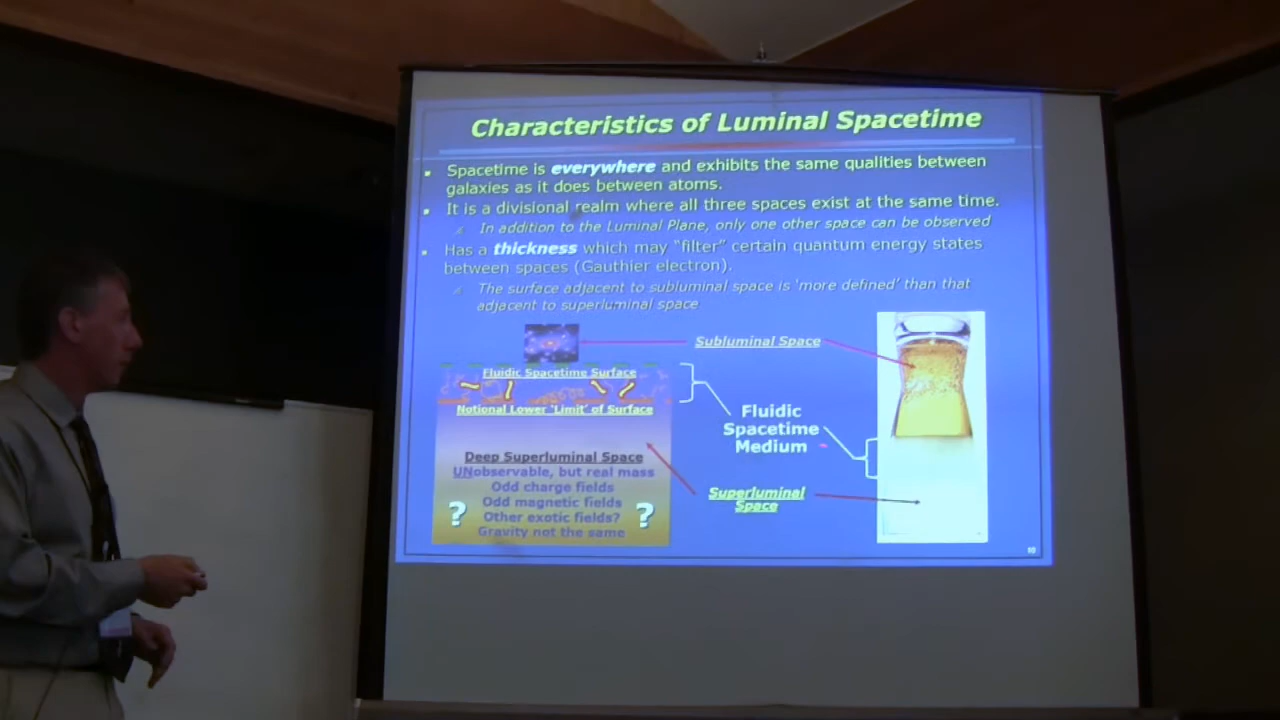 Characteristics of Luminal Spacetime
Spacetime is everywhere and exhibits the same qualities between
galaxies as it does between atoms.
It is a divisional realm where all three spaces exist at the same time.
In addition to the Luminal Plane, only one other space can be observed
Has a thickness which may "filter" certain quantum energy states
between spaces (Gauthier electron).
The surface adjacent to subluminal space is 'more defined' than that
adjacent to superluminal space
Subluminal Space
Fluidic Spacetime Surface
Notional Lower 'Limit' of Surface
Fluidic
Spacetime
Medium
Deep Superluminal Space
UNobservable, but real mass
Odd charge fields
Odd magnetic fields
Other exotic fields?
Gravity not the same
? ?
Superluminal
Space
10